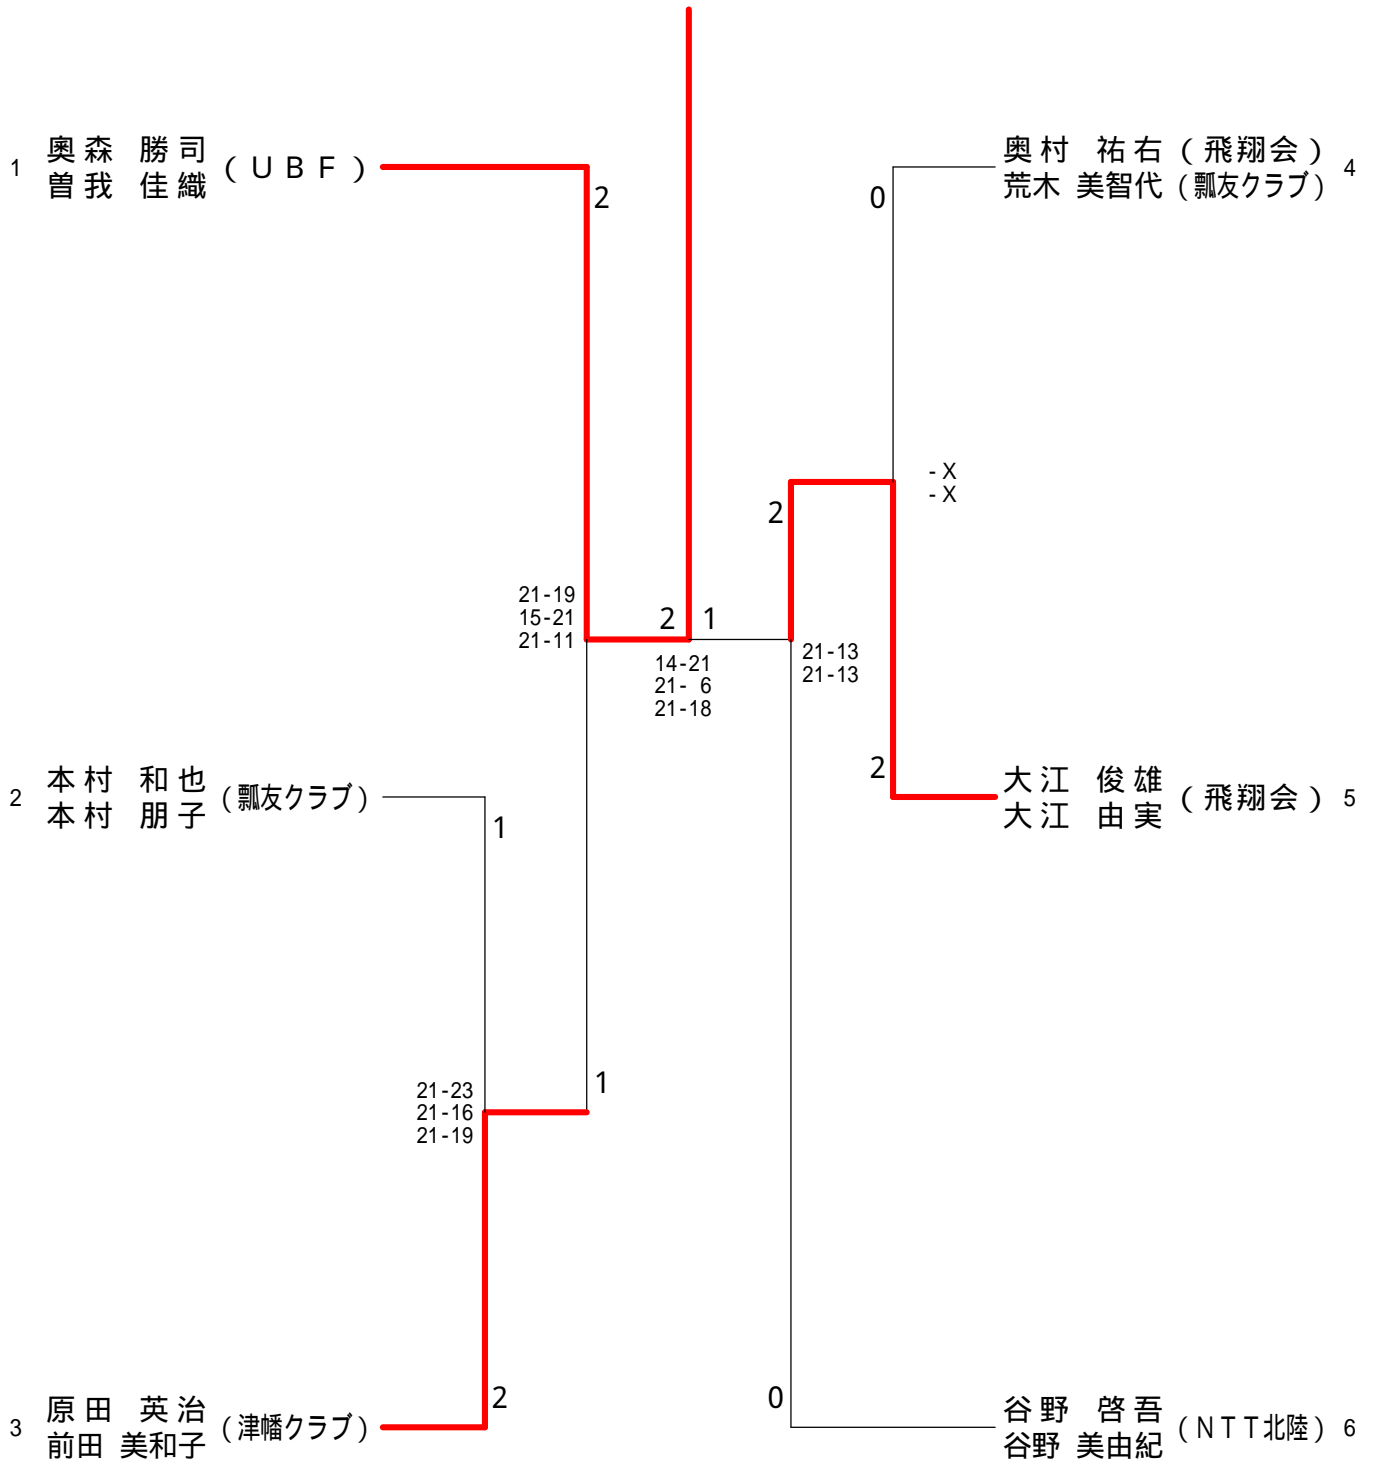 1 奥森 勝司 (ＵＢＦ)
曽我 佳織
2
奥村 祐右 (飛翔会) 4
荒木 美智代 (瓢友クラブ)
0
-X
-X
2
21-19
15-21
21-11
2 1
14-21
21- 6
21-18
21-13
21-13
2 本村 和也 (瓢友クラブ)
本村 朋子
1
2
大江 俊雄 (飛翔会) 5
大江 由実
21-23
21-16
21-19
1
3 原田 英治 (津幡クラブ)
前田 美和子
2
0
谷野 啓吾 (ＮＴＴ北陸) 6
谷野 美由紀